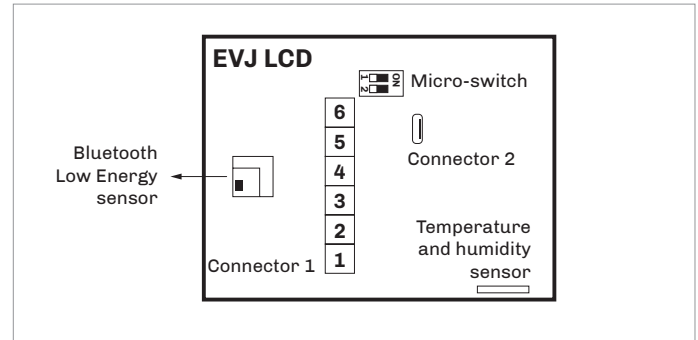 EVJ LCD
1
2
ON
Micro-switch
6
5
4
3
2
1
Connector 2
Bluetooth
Low Energy
sensor
Connector 1
Temperature
and humidity
sensor